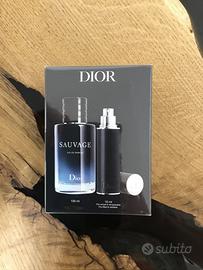 DIOR
SAUVAGE
EAU DE PARFUM
Dior
100 ml
10 ml
subito